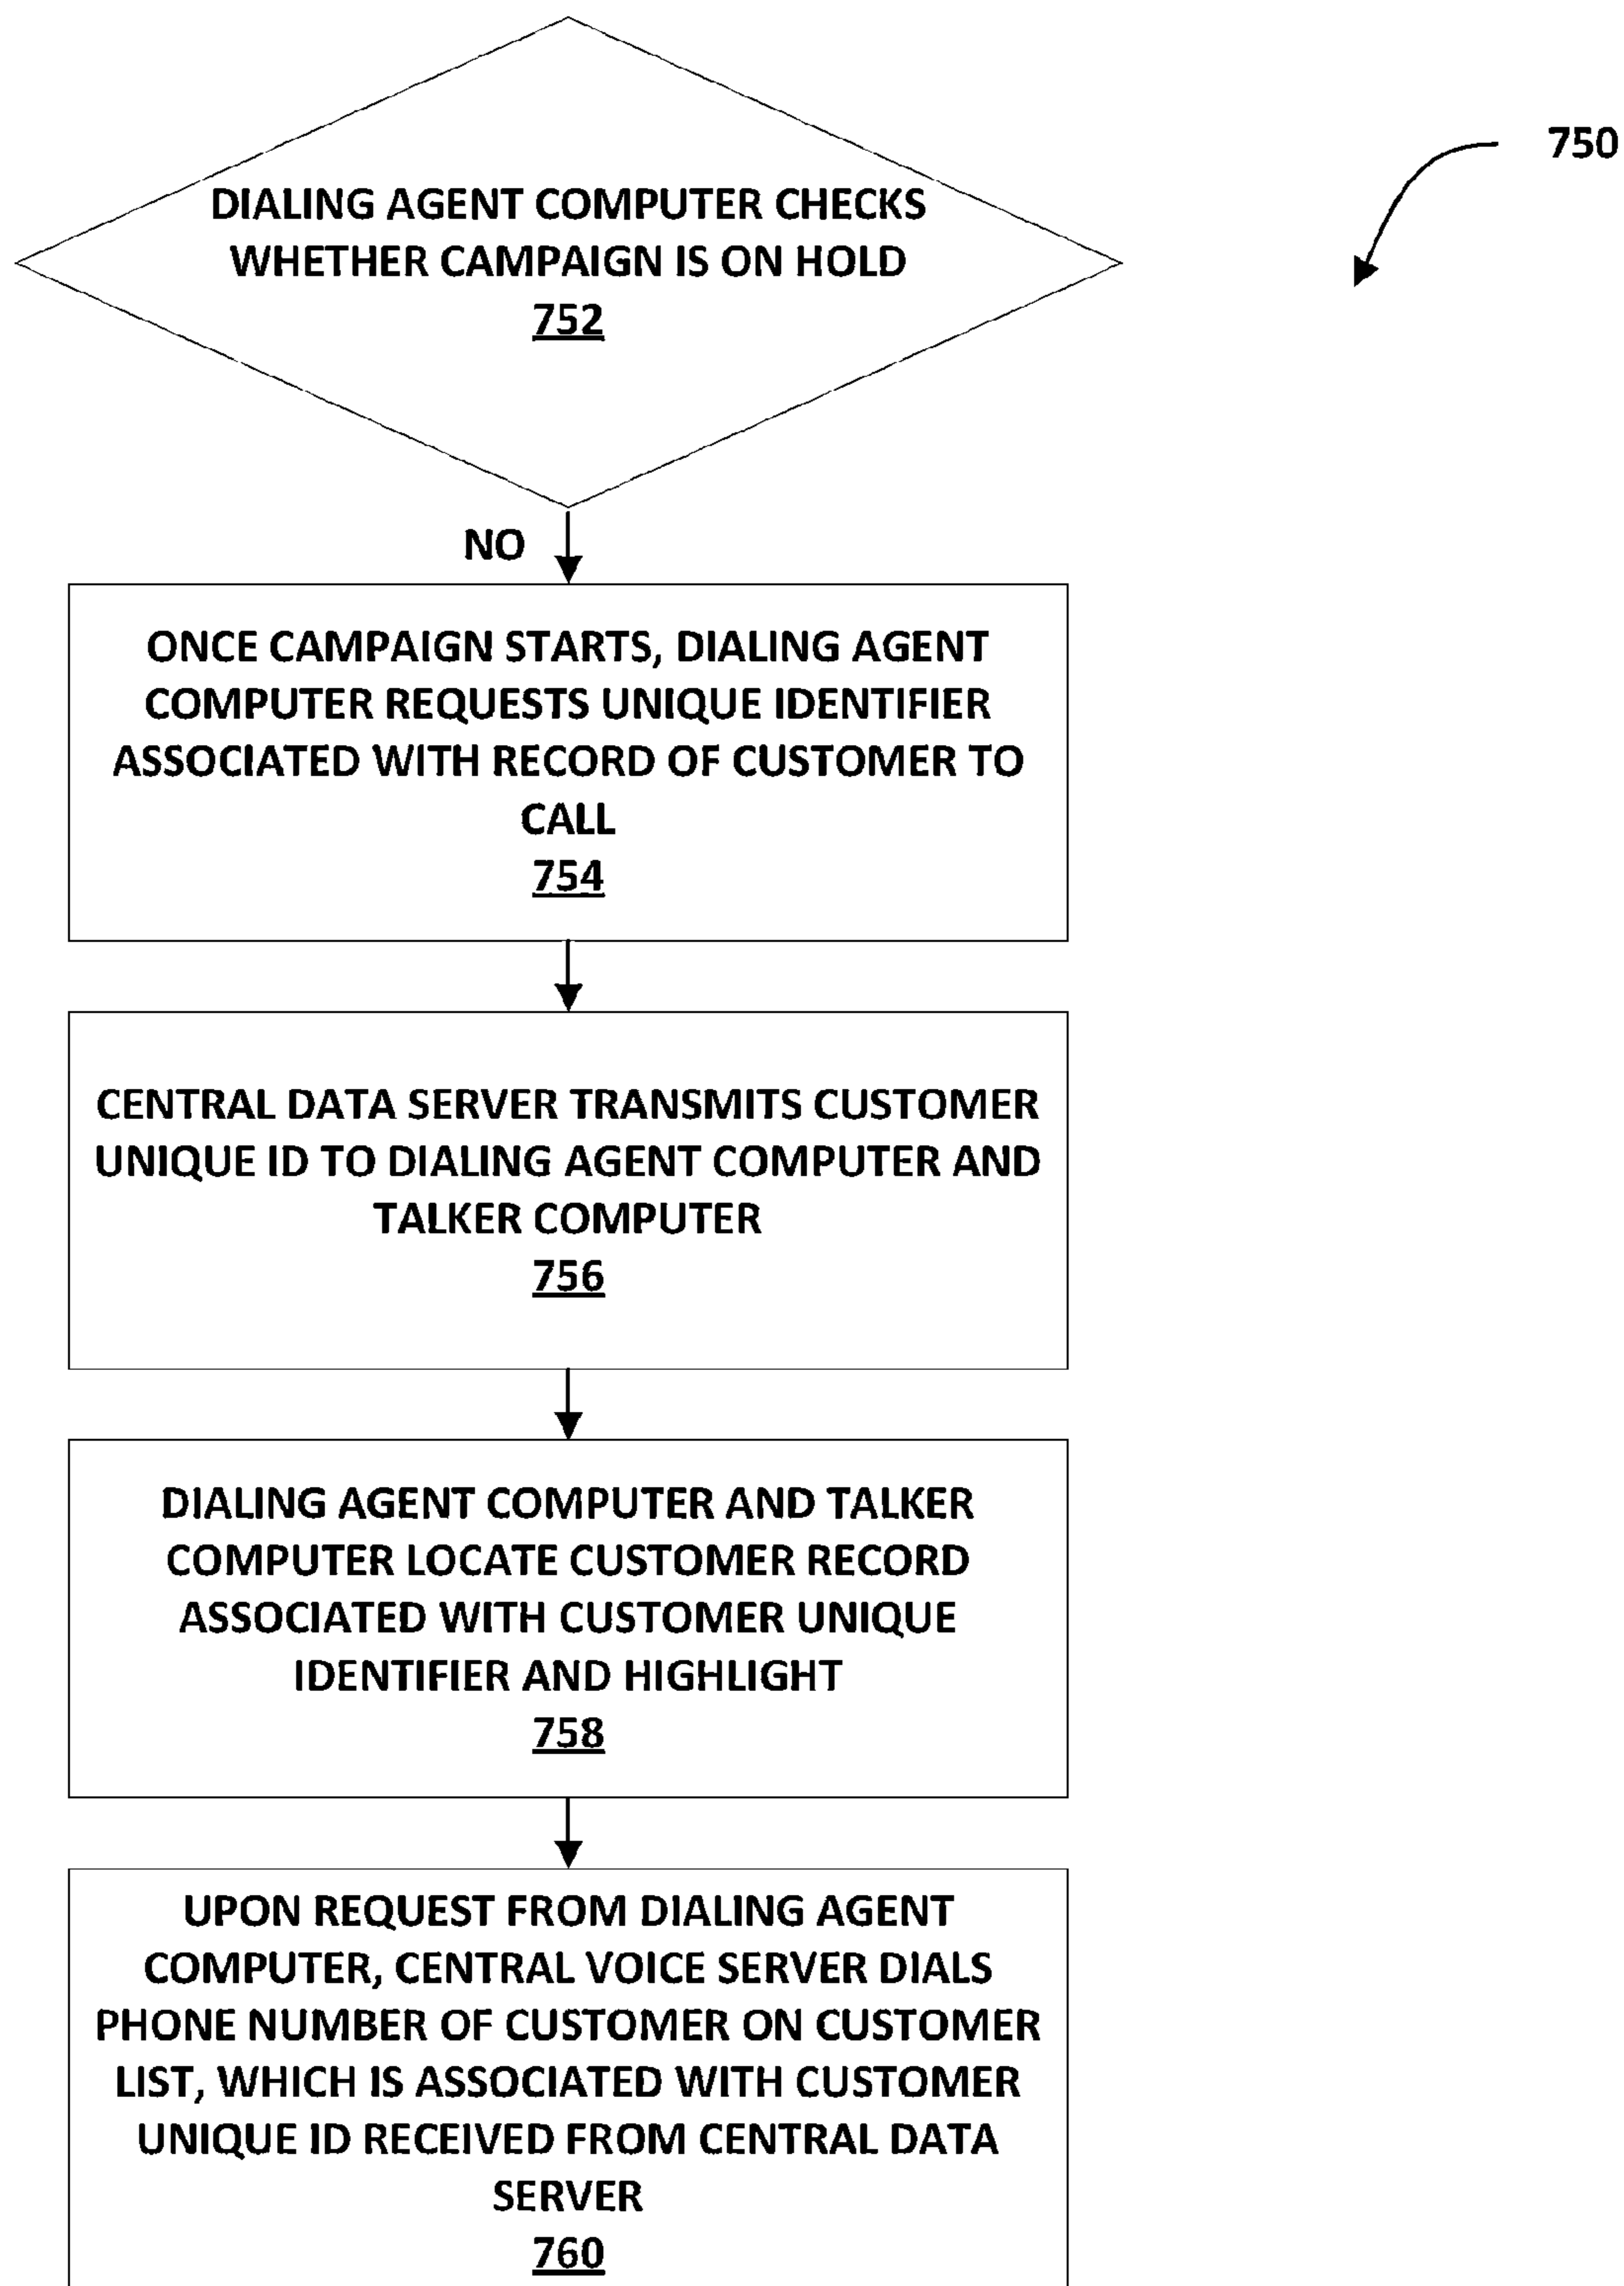 750
DIALING AGENT COMPUTER CHECKS
WHETHER CAMPAIGN IS ON HOLD
752
NO
ONCE CAMPAIGN STARTS, DIALING AGENT
COMPUTER REQUESTS UNIQUE IDENTIFIER
ASSOCIATED WITH RECORD OF CUSTOMER TO
CALL
754
CENTRAL DATA SERVER TRANSMITS CUSTOMER
UNIQUE ID TO DIALING AGENT COMPUTER AND
TALKER COMPUTER
756
DIALING AGENT COMPUTER AND TALKER
COMPUTER LOCATE CUSTOMER RECORD
ASSOCIATED WITH CUSTOMER UNIQUE
IDENTIFIER AND HIGHLIGHT
758
UPON REQUEST FROM DIALING AGENT
COMPUTER, CENTRAL VOICE SERVER DIALS
PHONE NUMBER OF CUSTOMER ON CUSTOMER
LIST, WHICH IS ASSOCIATED WITH CUSTOMER
UNIQUE ID RECEIVED FROM CENTRAL DATA
SERVER
760